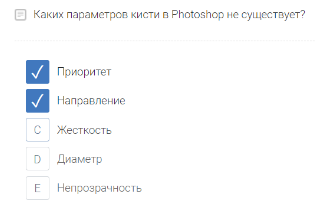 Каких параметров кисти в Photoshop не существует?
Приоритет
Направление
C Жесткость
D Диаметр
E Непрозрачность